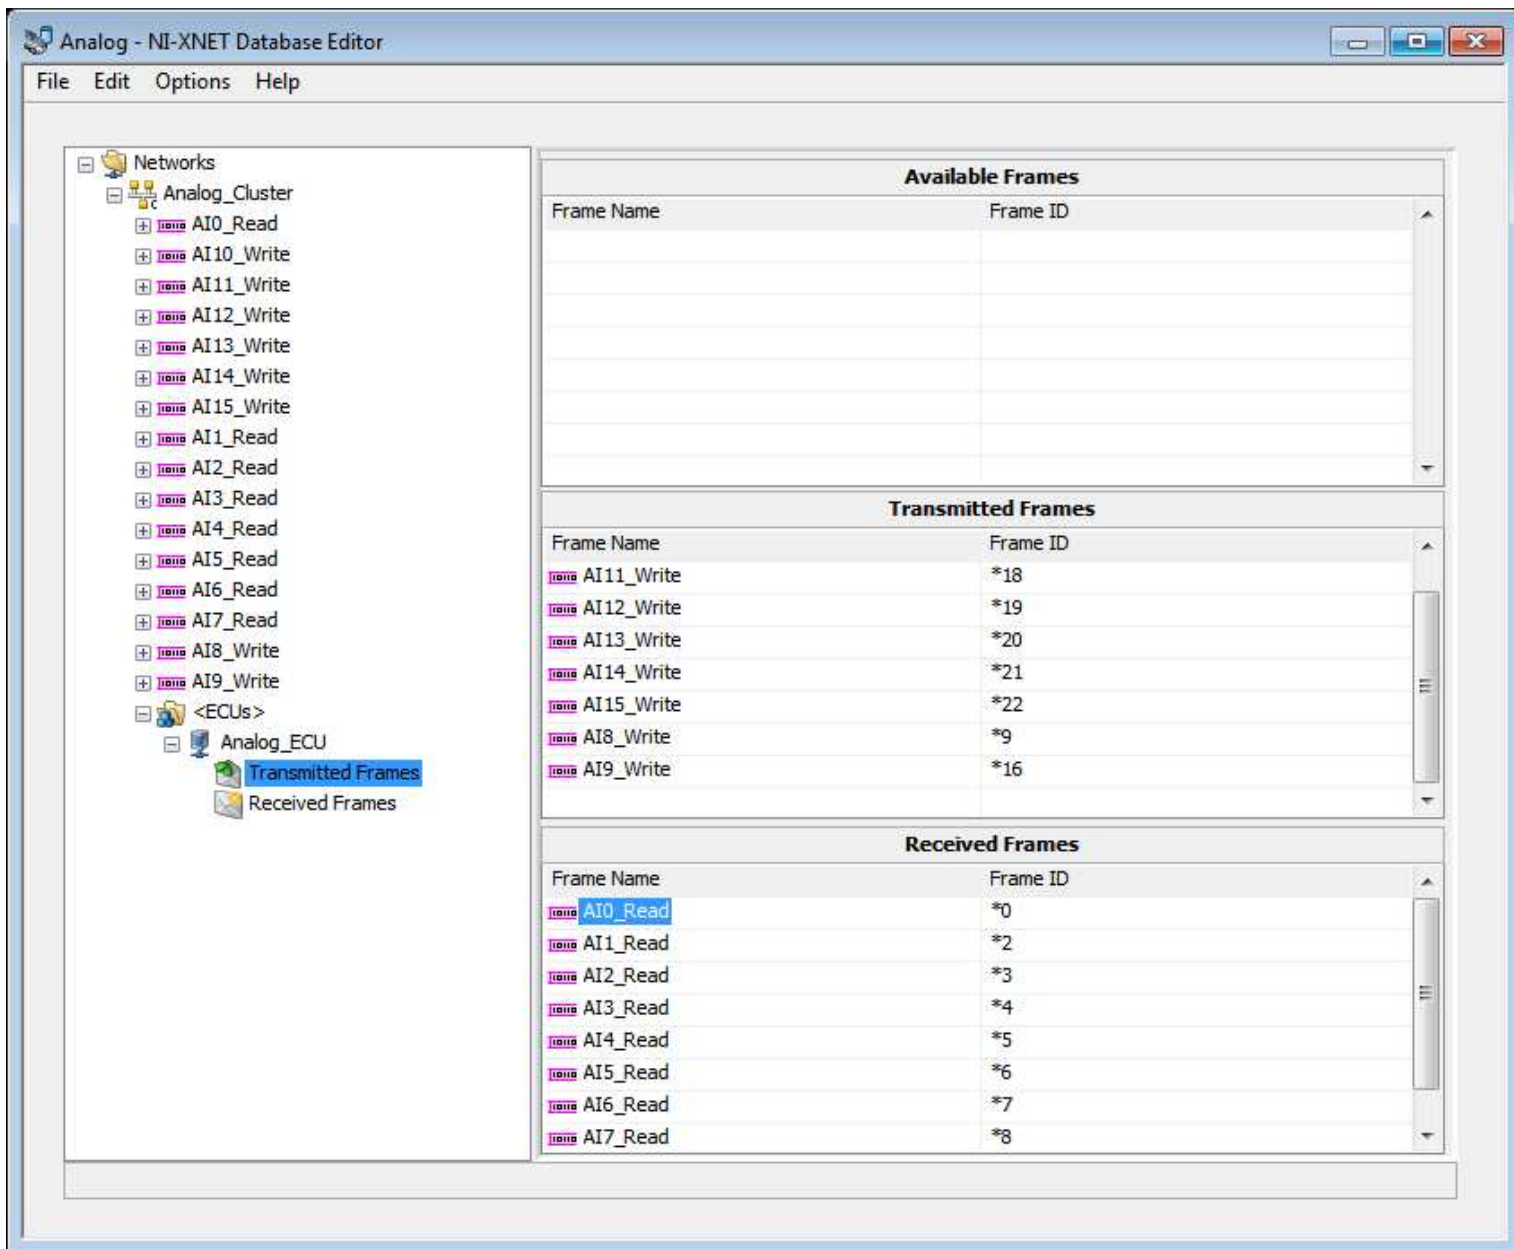 Analog - NI-XNET Database Editor
File Edit Options Help
Networks
Analog_Cluster
AI0_Read
AI10_Write
AI11_Write
AI12_Write
AI13_Write
AI14_Write
AI15_Write
AI1_Read
AI2_Read
AI3_Read
AI4_Read
AI5_Read
AI6_Read
AI7_Read
AI8_Write
AI9_Write
<ECUs>
Analog_ECU
Transmitted Frames
Received Frames
Available Frames
Frame Name Frame ID
Transmitted Frames
Frame Name Frame ID
AI11_Write *18
AI12_Write *19
AI13_Write *20
AI14_Write *21
AI15_Write *22
AI8_Write *9
AI9_Write *16
Received Frames
Frame Name Frame ID
AI0_Read *0
AI1_Read *2
AI2_Read *3
AI3_Read *4
AI4_Read *5
AI5_Read *6
AI6_Read *7
AI7_Read *8